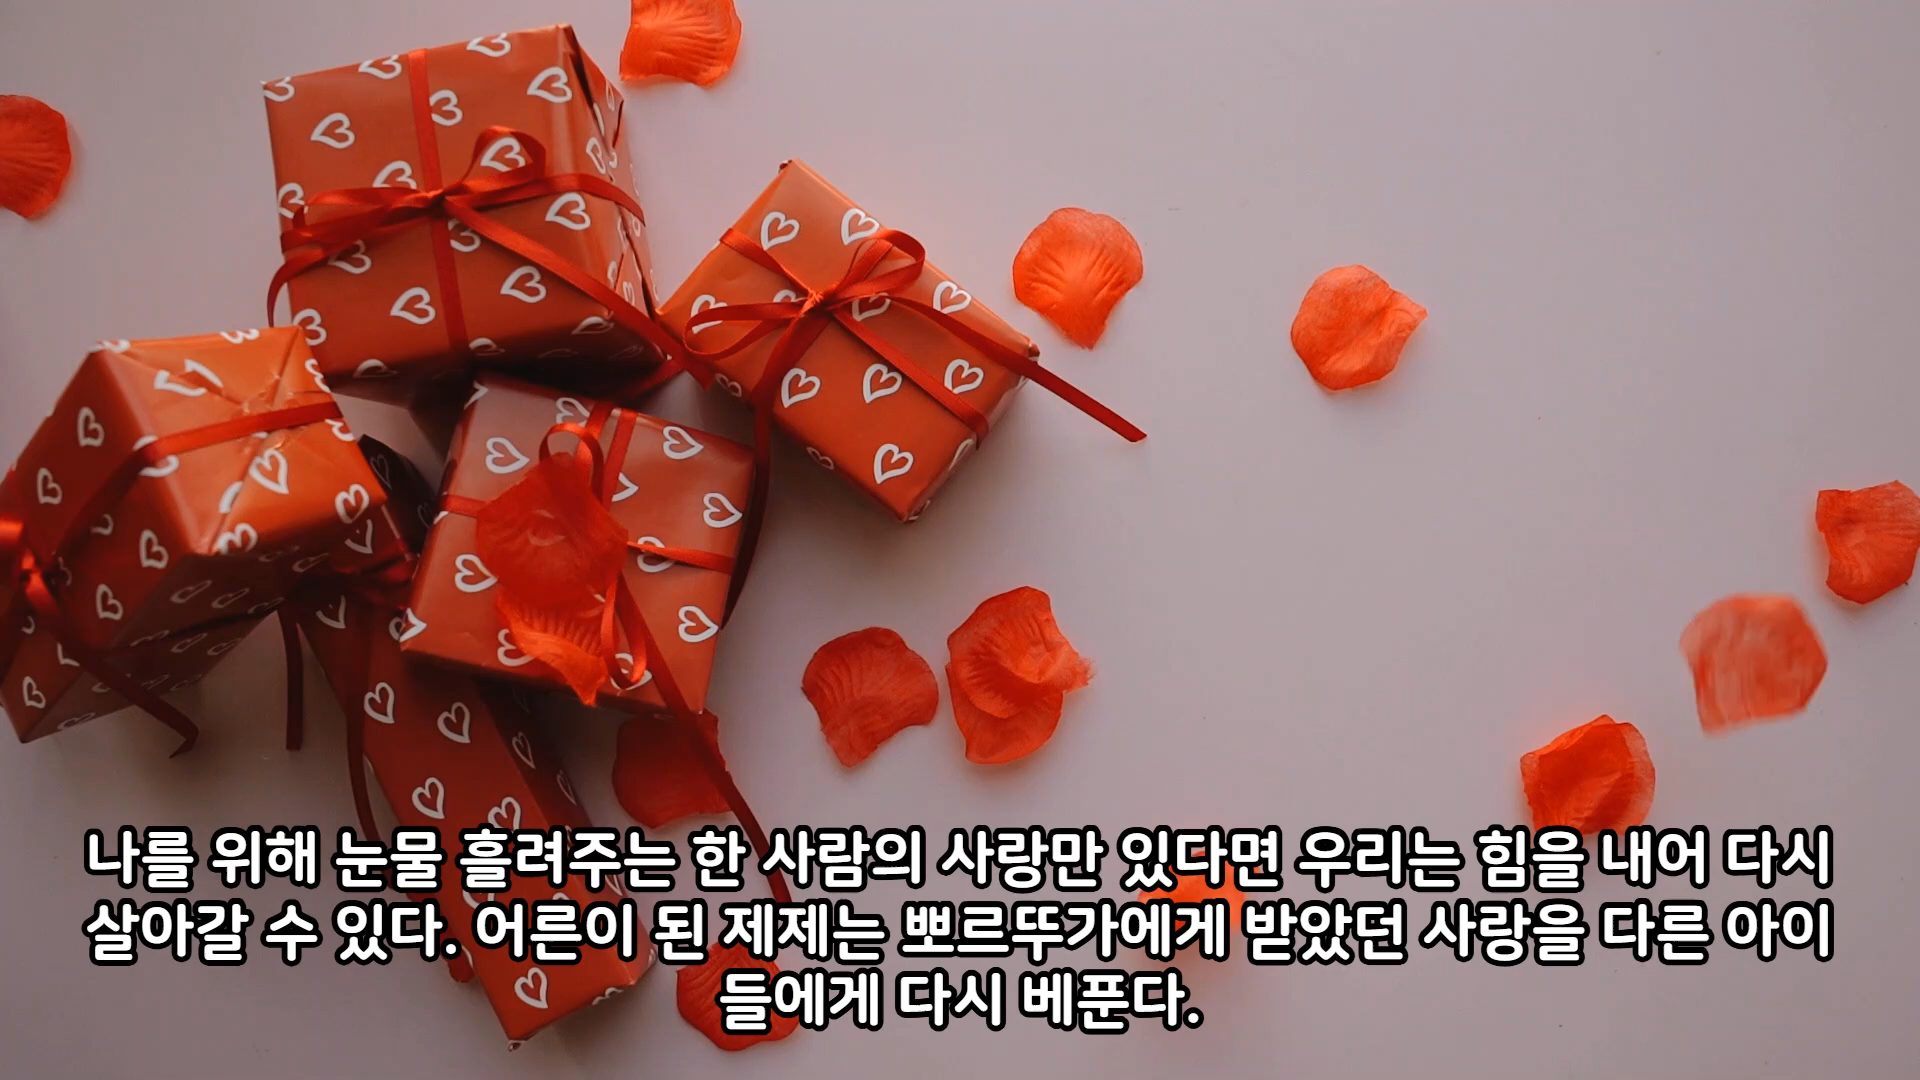 나를 위해 눈물 흘려주는 한 사람의 사랑만 있다면 우리는 힘을 내어 다시
살아갈 수 있다. 어른이 된 제제는 뽀르뚜가에게 받았던 사랑을 다른 아이
들에게 다시 베푼다.